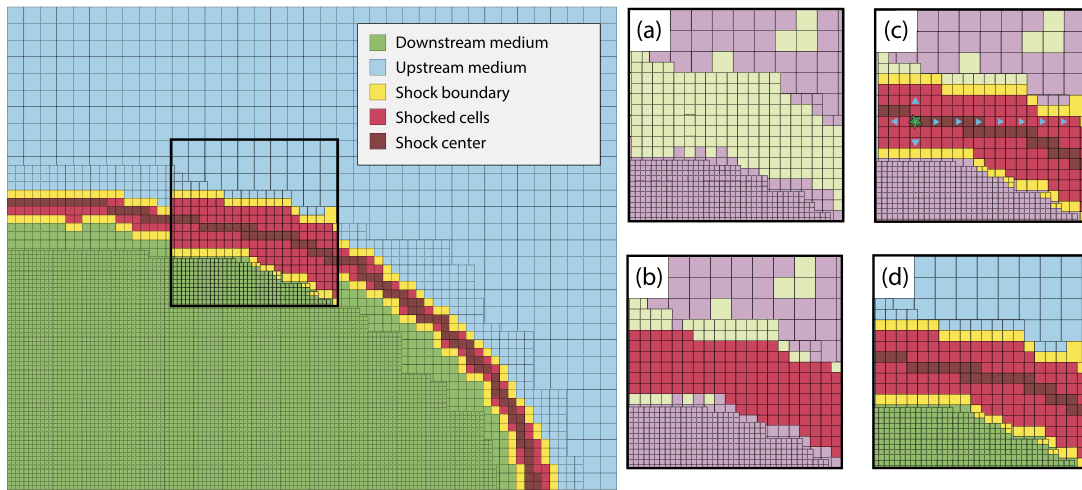 Downstream medium
Upstream medium
Shock boundary
Shocked cells
Shock center
(a)
(c)
(b)
(d)